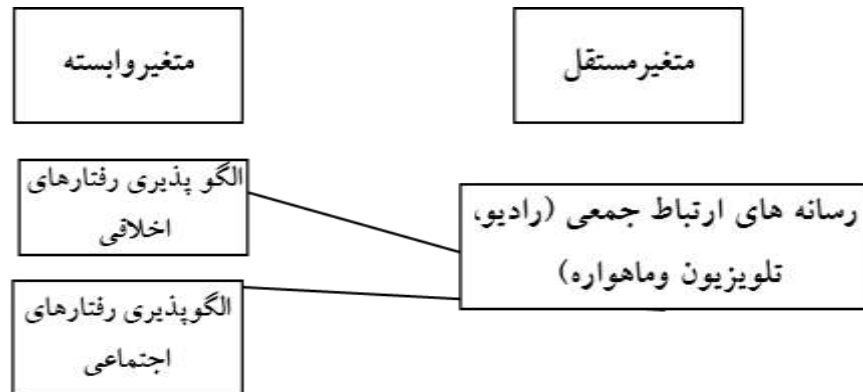 متغیرمستقل
متغیروابسته
رسانه های ارتباط جمعی (رادیو،
تلویزیون وماهواره)
الگو پذیری رفتارهای
اخلاقی
الگوپذیری رفتارهای
اجتماعی